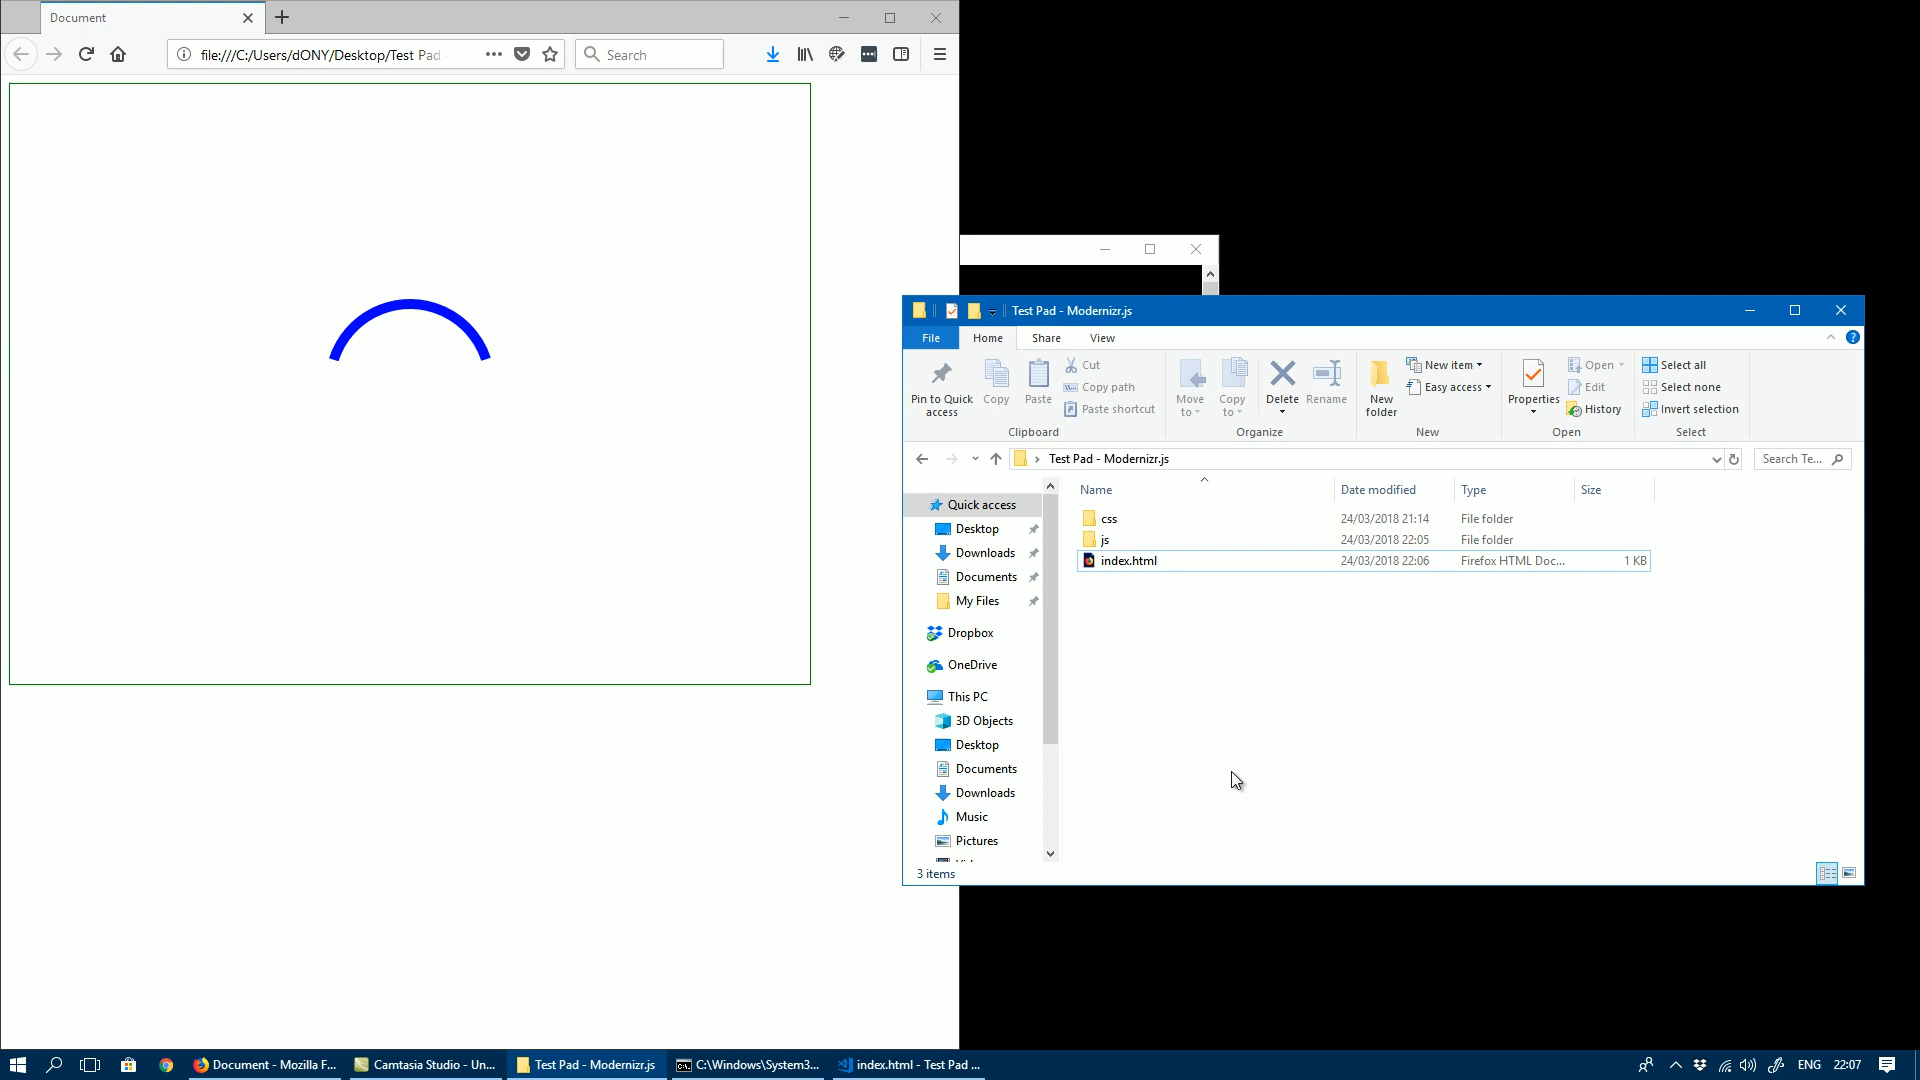 Document
file:///C:/Users/dONY/Desktop/Test Pad
Search
Test Pad - Modernizr.js
File
Home
Share
View
Pin to Quick access
Copy
Paste
Cut
Copy path
Paste shortcut
Clipboard
Move to
Copy to
Delete
Rename
Organize
New folder
New item
Easy access
New
Properties
Open
Edit
History
Open
Select all
Select none
Invert selection
Select
Test Pad - Modernizr.js
Search Te...
Name
Date modified
Type
Size
css 24/03/2018 21:14 File folder
js 24/03/2018 22:05 File folder
index.html 24/03/2018 22:06 Firefox HTML Doc... 1 KB
Quick access
Desktop
Downloads
Documents
My Files
Dropbox
OneDrive
This PC
3D Objects
Desktop
Documents
Downloads
Music
Pictures
3 items
Document - Mozilla F...
Camtasia Studio - Un...
Test Pad - Modernizr.js
C:\Windows\System3...
index.html - Test Pad ...
ENG
22:07